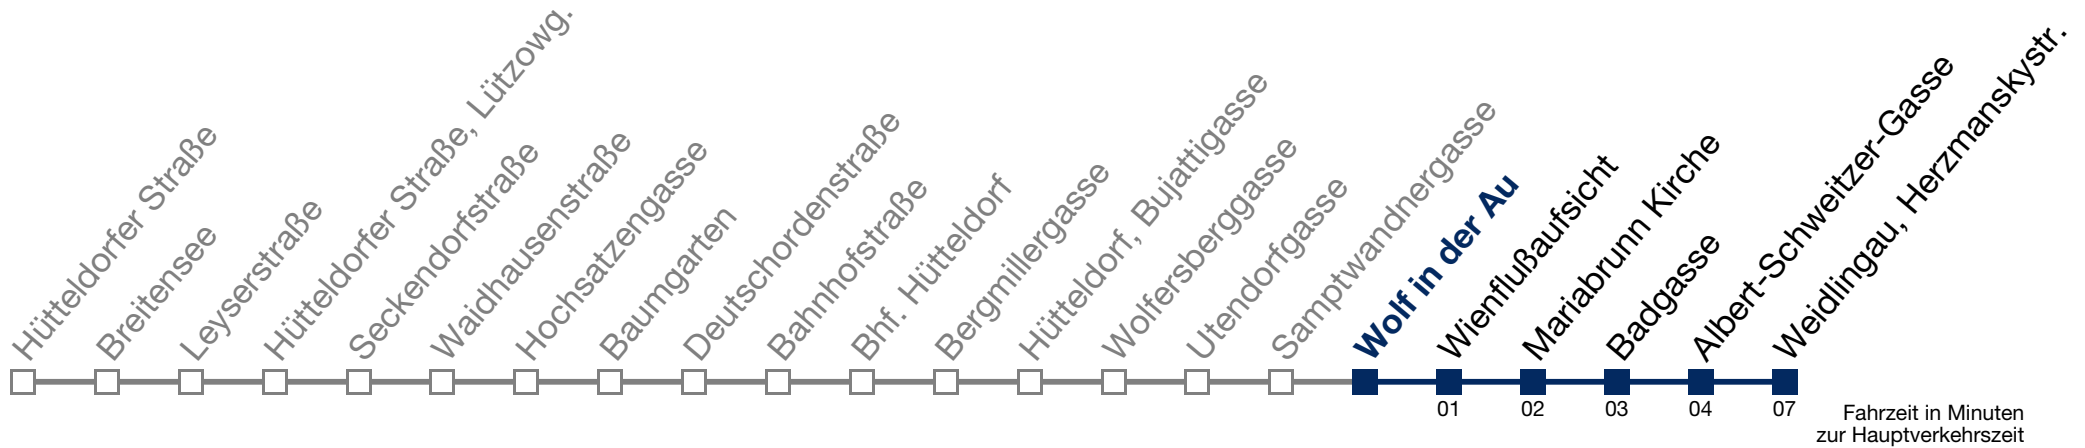 Hütteldorfer Straße
Breitensee
Leyserstraße
Hütteldorfer Straße, Lützowg.
Seckendorfstraße
Waidhausenstraße
Hochsatzengasse
Baumgarten
Deutschordenstraße
Bahnhofstraße
Bhf. Hütteldorf
Bergmillergasse
Hütteldorf, Bujattigasse
Wolfersberggasse
Utendorfgasse
Samptwandnergasse
Wolf in der Au
Wienflußaufsicht
Mariabrunn Kirche
Badgasse
Albert-Schweitzer-Gasse
Weidlingau, Herzmanskystr.
01 02 03 04 07
Fahrzeit in Minuten
zur Hauptverkehrszeit